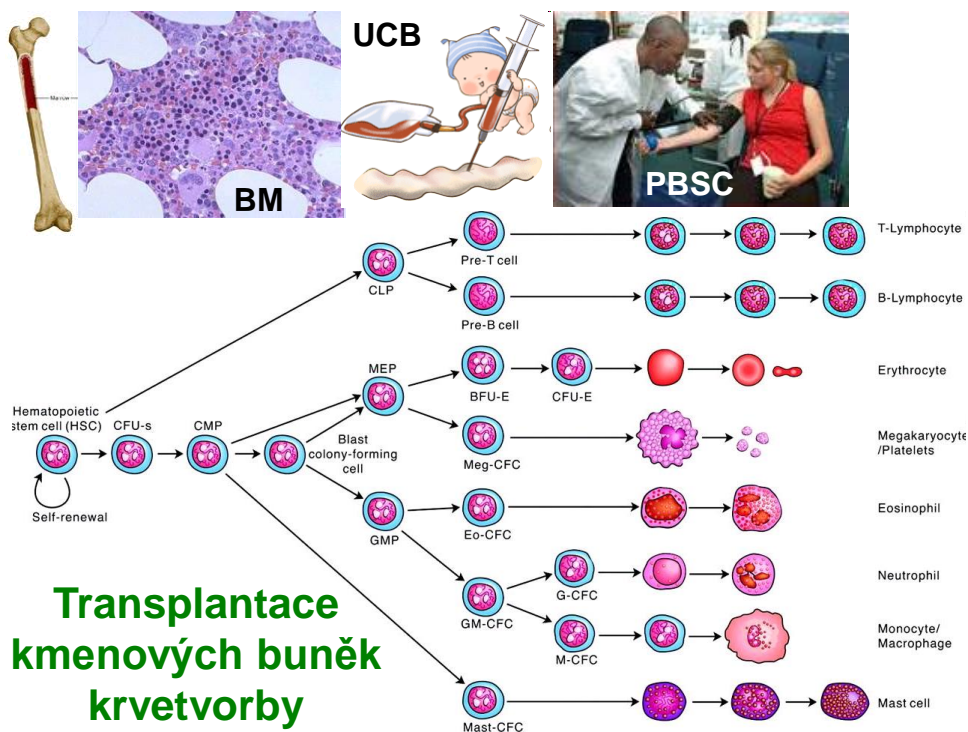 UCB
Marrow
BM
PBSC
T-Lymphocyte
Pre-T cell
CLP
B-Lymphocyte
Pre-B cell
MEP
Erythrocyte
BFU-E
CFU-E
Hematopoietic
stem cell (HSC)
CFU-s
CMP
Blast
colony-forming
cell
Megakaryocyte
/Platelets
Meg-CFC
Self-renewal
Eosinophil
GMP
Eo-CFC
Neutrophil
G-CFC
GM-CFC
Monocyte/
Macrophage
M-CFC
Mast cell
Mast-CFC
Transplantace
kmenových buněk
krvetvorby